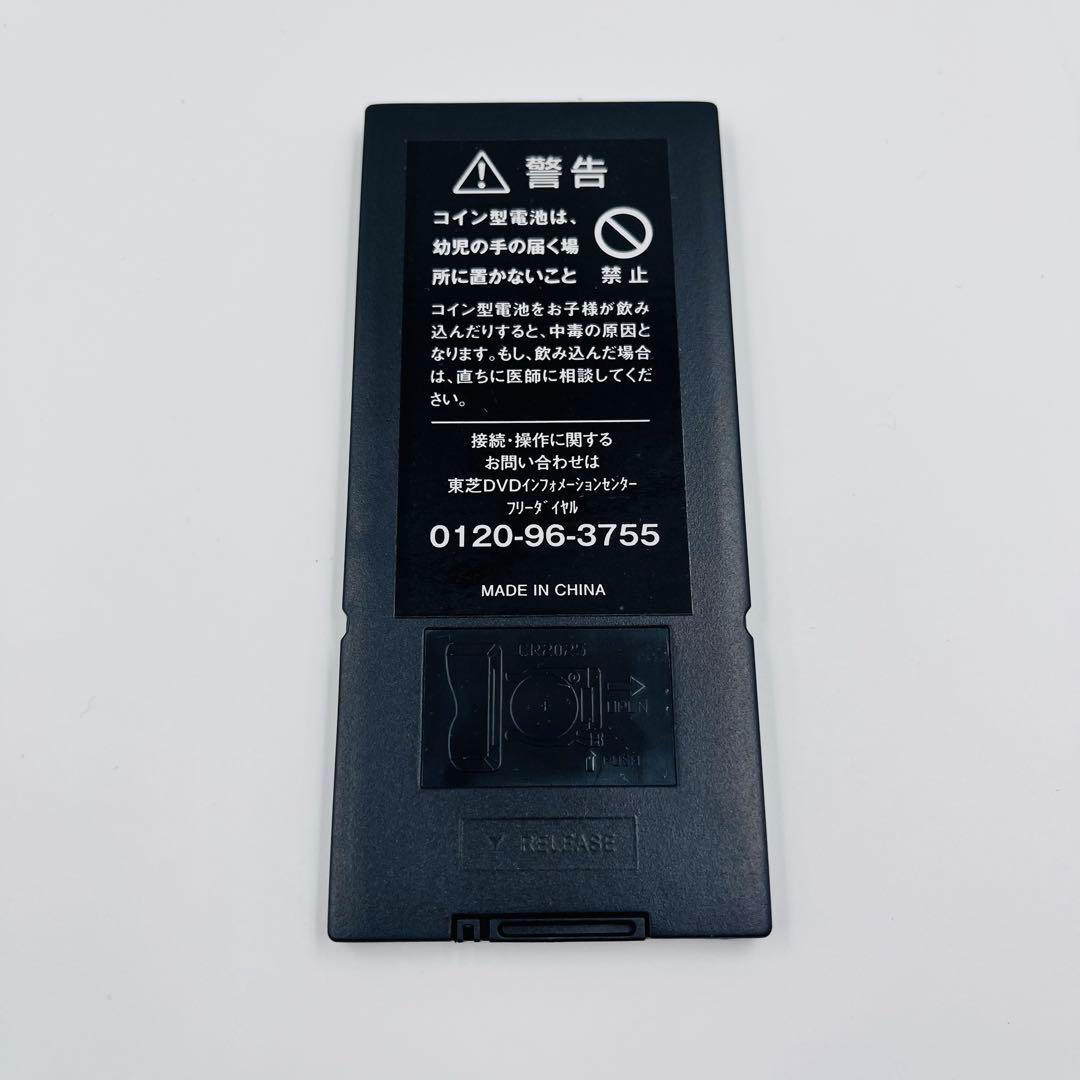 警告
コイン型電池は、
幼児の手の届く場
所に置かないこと
禁止
コイン型電池をお子様が飲み
込んだりすると、中毒の原因と
なります。もし、飲み込んだ場合
は、直ちに医師に相談してくだ
さい。
接続・操作に関する
お問い合わせは
東芝DVDインフォメーションセンター
フリーダイヤル
0120-96-3755
MADE IN CHINA
CR2025
OPEN
PUSH
RELEASE